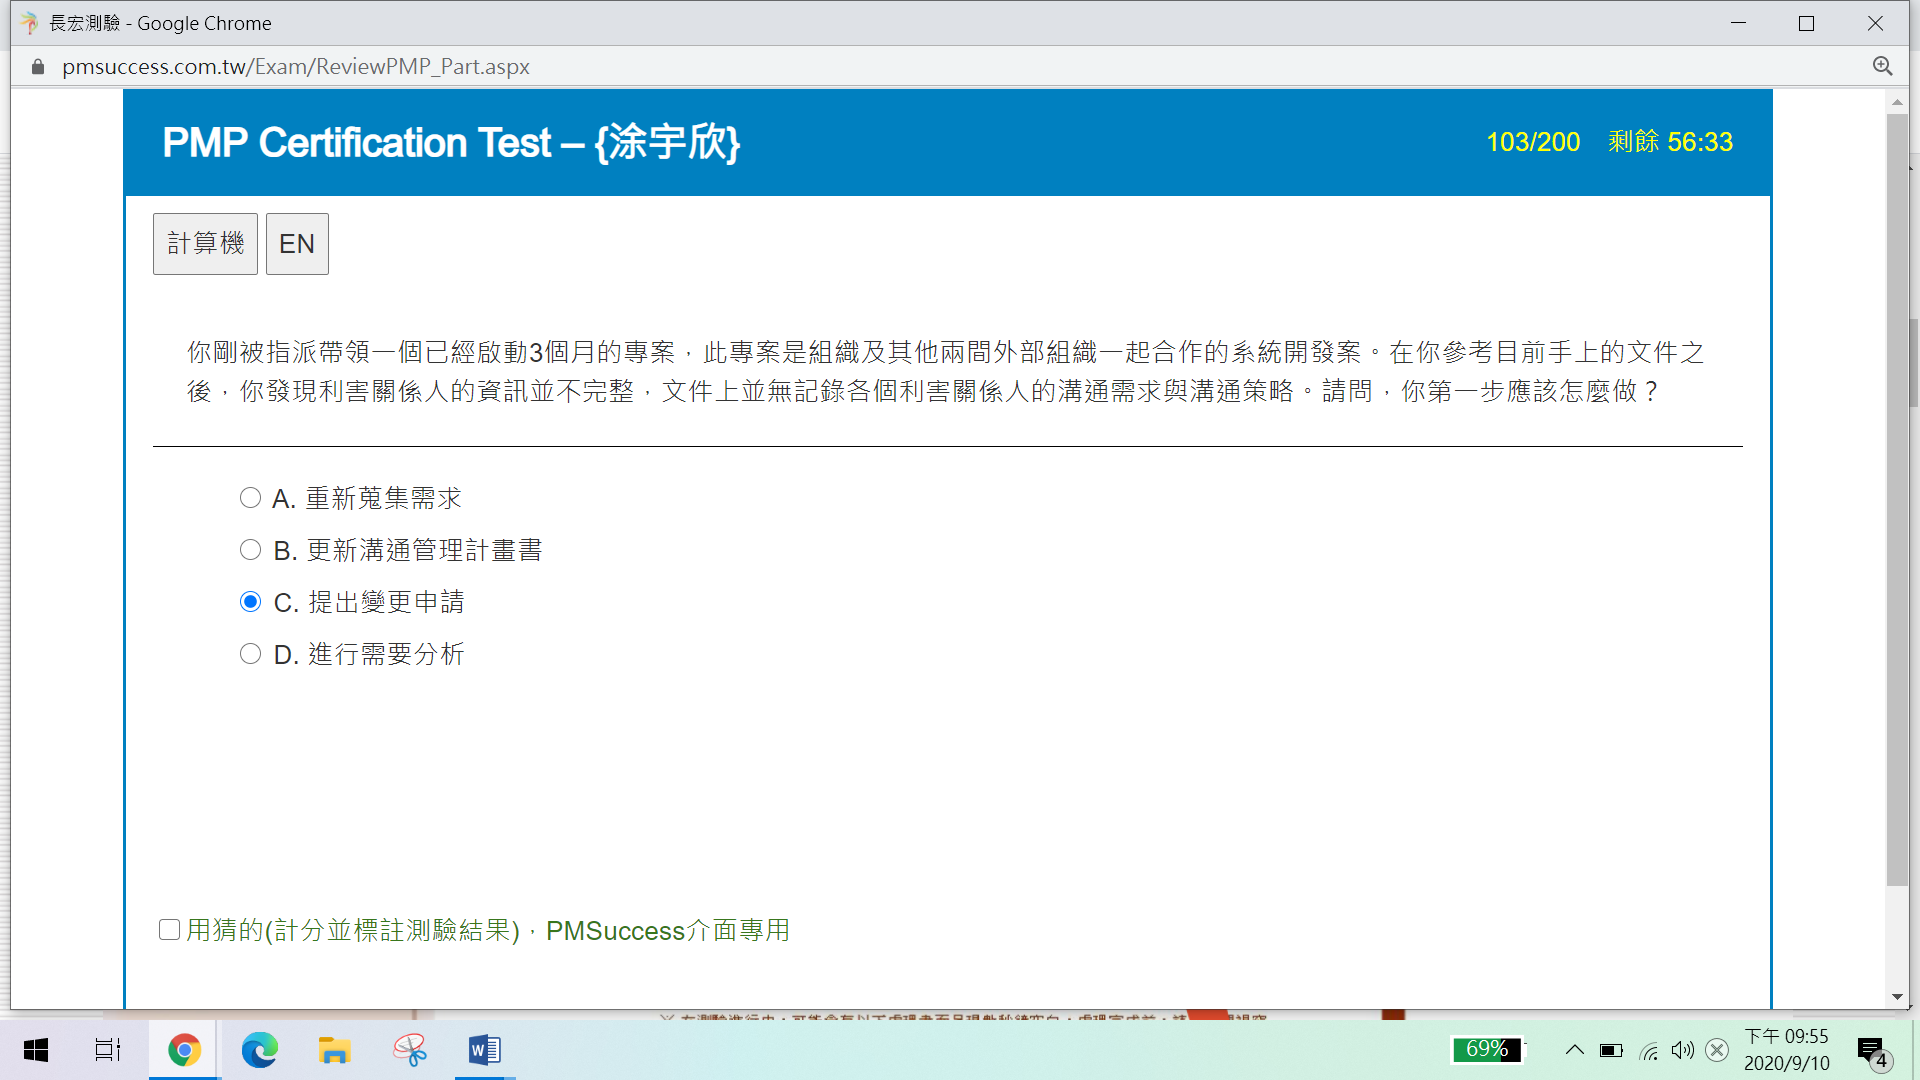 長宏測驗 - Google Chrome
pmsuccess.com.tw/Exam/ReviewPMP_Part.aspx
PMP Certification Test – {涂宇欣}
103/200 剩餘 56:33
計算機 EN
你剛被指派帶領一個已經啟動3個月的專案，此專案是組織及其他兩間外部組織一起合作的系統開發案。在你參考目前手上的文件之
後，你發現利害關係人的資訊並不完整，文件上並無記錄各個利害關係人的溝通需求與溝通策略。請問，你第一步應該怎麼做？
A. 重新蒐集需求
B. 更新溝通管理計畫書
C. 提出變更申請
D. 進行需要分析
用猜的(計分並標註測驗結果)，PMSuccess介面專用
69%
下午 09:55
2020/9/10
4